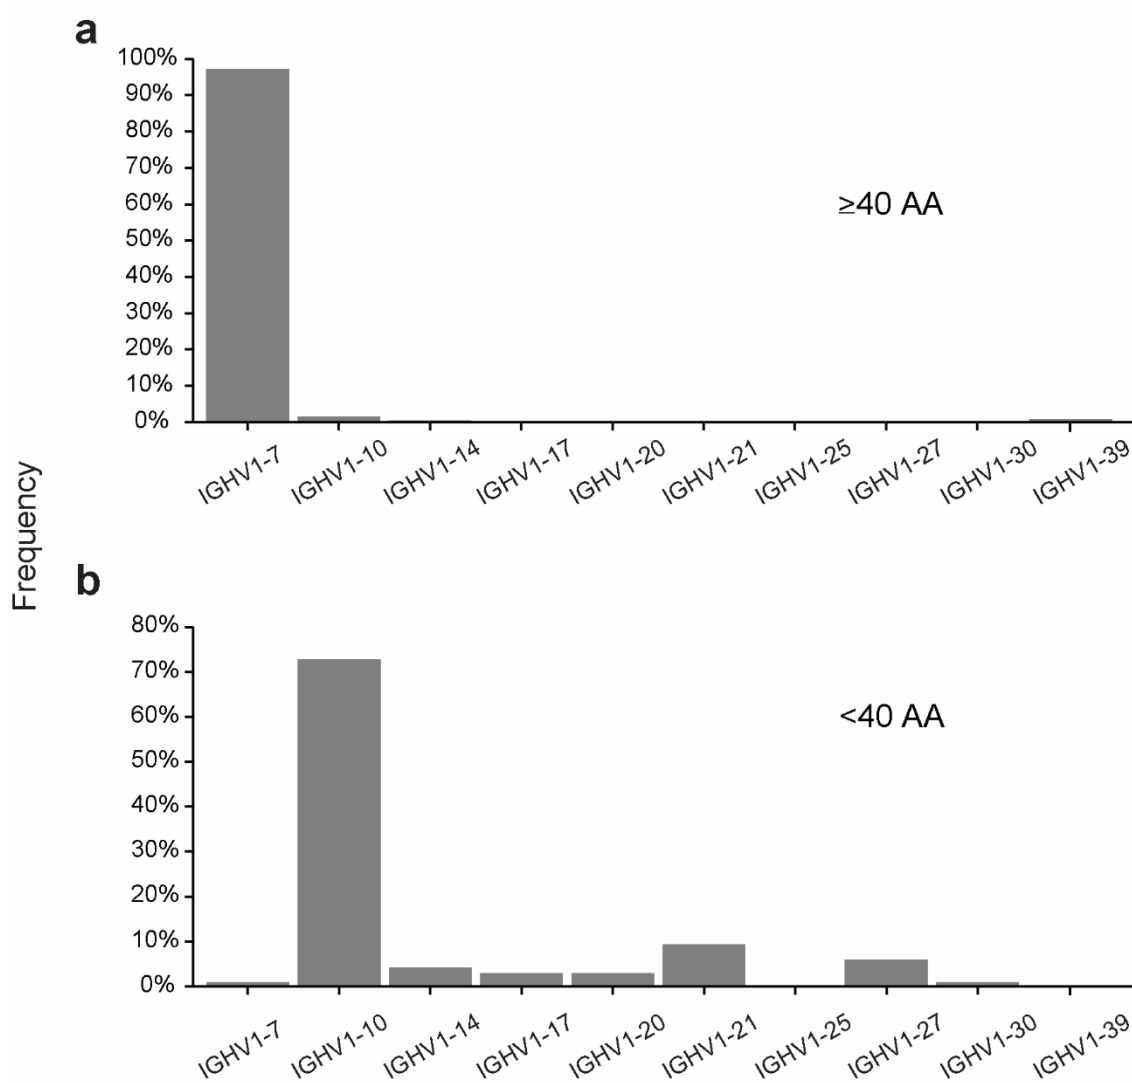 a
100%
90%
80%
70%
60%
50%
40%
30%
20%
10%
0%
≥40 AA
IGHV1-7
IGHV1-10
IGHV1-14
IGHV1-17
IGHV1-20
IGHV1-21
IGHV1-25
IGHV1-27
IGHV1-30
IGHV1-39
Frequency
b
80%
70%
60%
50%
40%
30%
20%
10%
0%
<40 AA
IGHV1-7
IGHV1-10
IGHV1-14
IGHV1-17
IGHV1-20
IGHV1-21
IGHV1-25
IGHV1-27
IGHV1-30
IGHV1-39